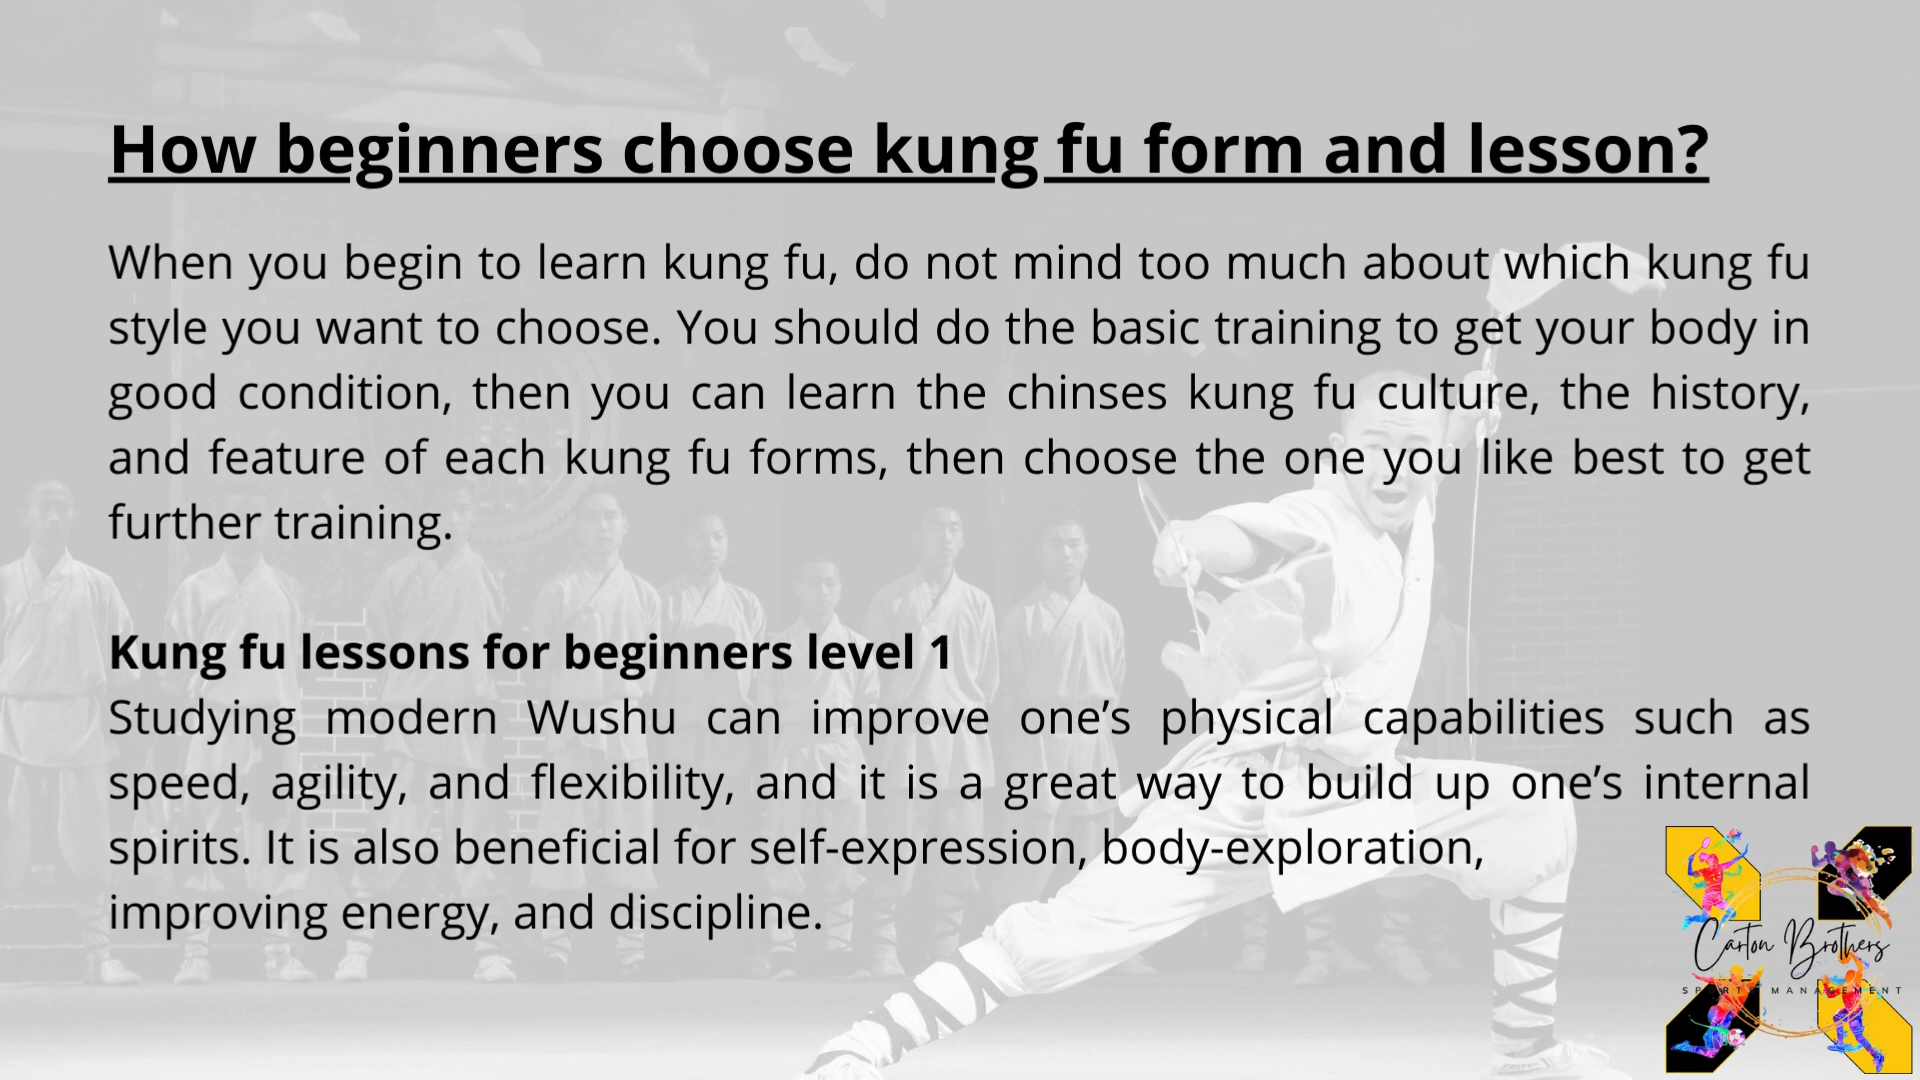 How beginners choose kung fu form and lesson?
When you begin to learn kung fu, do not mind too much about which kung fu
style you want to choose. You should do the basic training to get your body in
good condition, then you can learn the chinses kung fu culture, the history,
and feature of each kung fu forms, then choose the one you like best to get
further training.
Kung fu lessons for beginners level 1
Studying modern Wushu can improve one’s physical capabilities such as
speed, agility, and flexibility, and it is a great way to build up one’s internal
spirits. It is also beneficial for self-expression, body-exploration,
improving energy, and discipline.
Carton Brothers
SPORTS MANAGEMENT